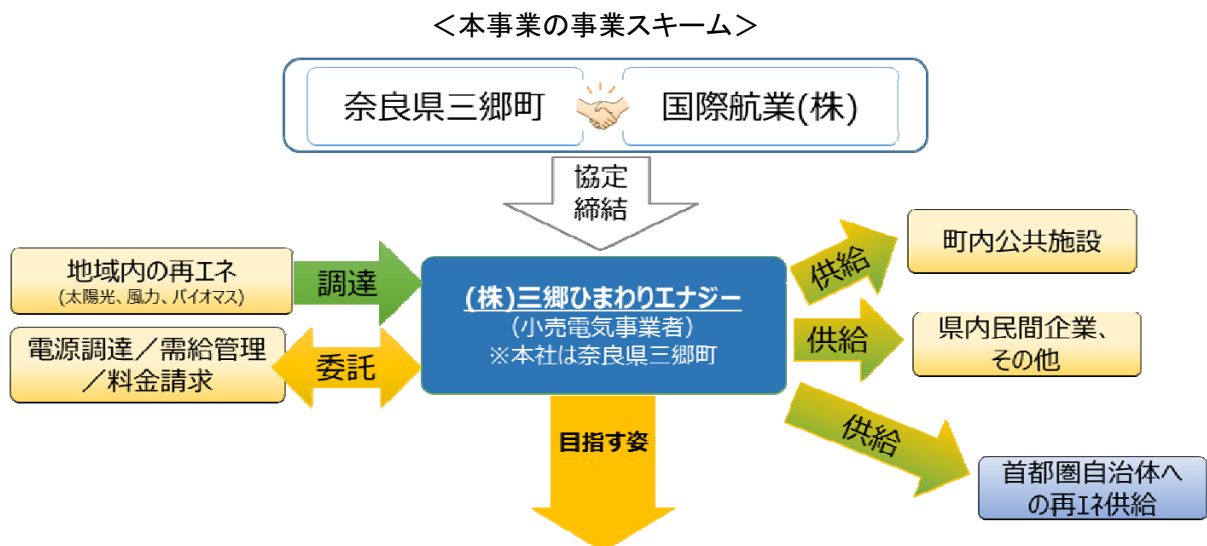 ＜本事業の事業スキーム＞
奈良県三郷町
国際航業(株)
協定
締結
地域内の再エネ
(太陽光、風力、バイオマス)
調達
電源調達／需給管理
／料金請求
委託
(株)三郷ひまわりエナジー
(小売電気事業者)
※本社は奈良県三郷町
供給
町内公共施設
供給
県内民間企業、
その他
供給
首都圏自治体へ
の再ｴﾈ供給
目指す姿